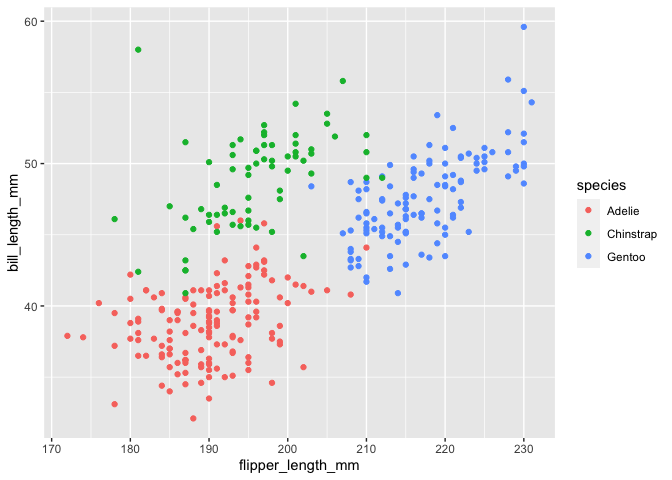 60
50
40
bill_length_mm
170
180
190
200
210
220
230
flipper_length_mm
species
Adelie
Chinstrap
Gentoo